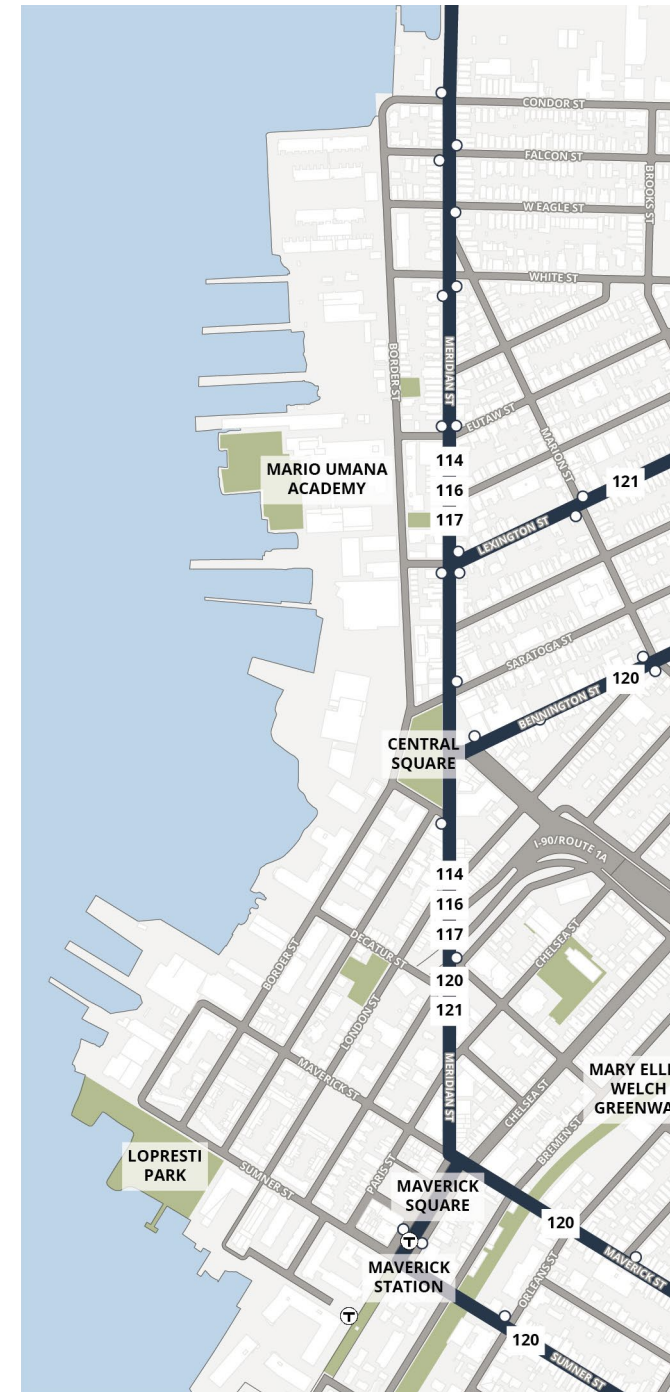 CONDOR ST
FALCON ST
BROOKS ST
W EAGLE ST
WHITE ST
BORDER ST
MERIDIAN ST
EUTAW ST
MARION ST
114
116
117
MARIO UMANA
ACADEMY
121
LEXINGTON ST
SARATOGA ST
120
BENNINGTON ST
CENTRAL
SQUARE
I-90/ROUTE 1A
114
116
117
120
121
DECATUR ST
CHELSEA ST
BORDER ST
LONDON ST
MAVERICK ST
MERIDIAN ST
MARY ELL
WELCH
GREENWA
CHELSEA ST
BREMEN ST
LOPRESTI
PARK
SUMNER ST
PARIS ST
MAVERICK
SQUARE
120
T
MAVERICK
STATION
MAVERICK ST
ORLEANS ST
T
120
SUMNER ST